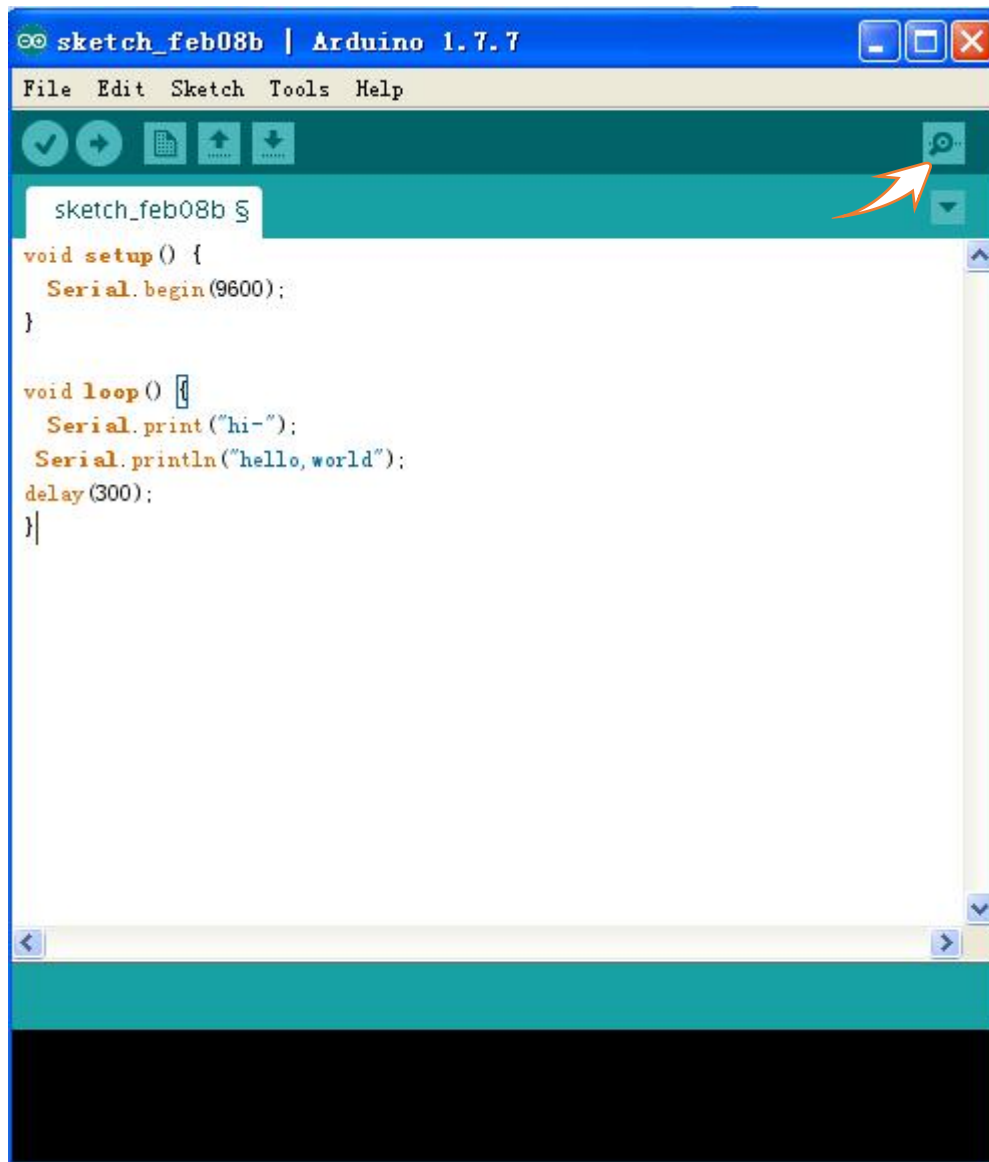 sketch_feb08b | Arduino 1.7.7
File Edit Sketch Tools Help
sketch_feb08b §
void setup() {
  Serial.begin(9600);
}
void loop() {
  Serial.print("hi-");
 Serial.println("hello,world");
delay(300);
}